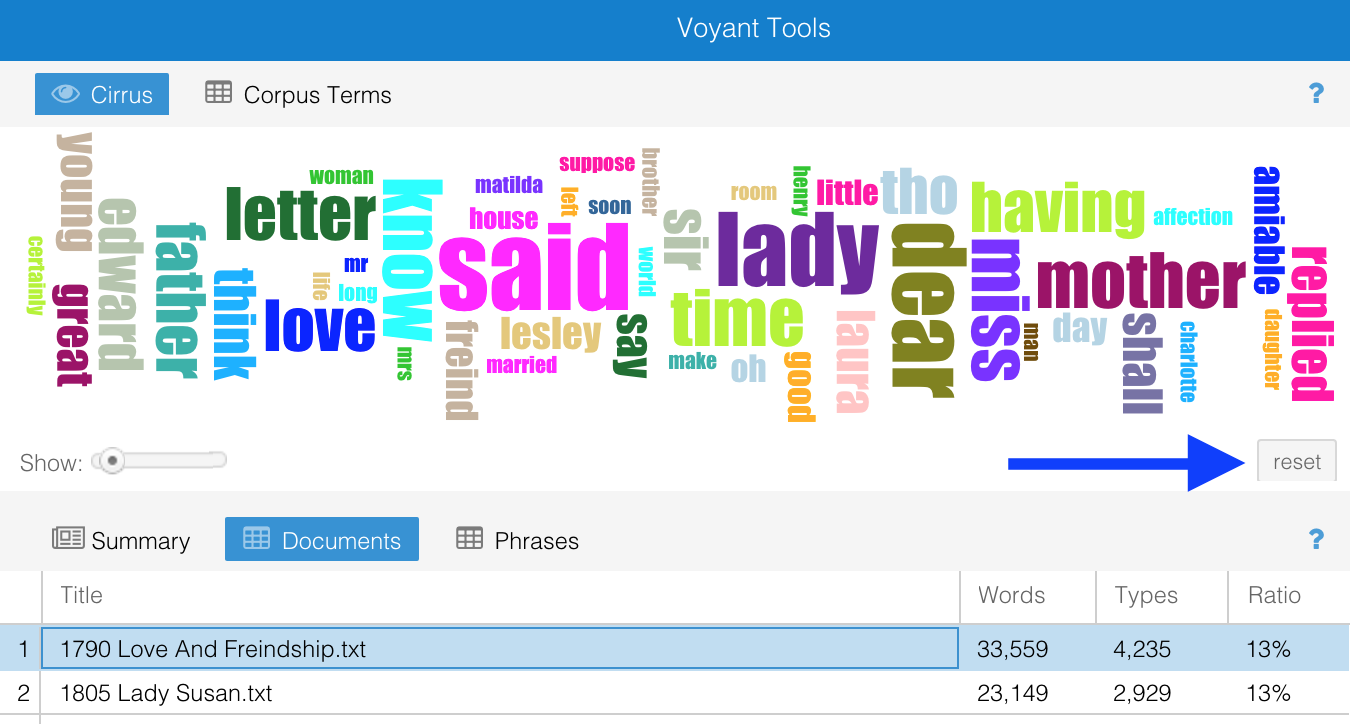 Voyant Tools
Cirrus Corpus Terms ?
young
certainly
great
edward
father
think
woman
letter
mr
life
long
love
know
mrs
matilda
house
said
freind
lesley
married
suppose
left
soon
brother
world
say
sir
lady
time
make
oh
good
room
henry
little
tho
laura
dear
having
affection
miss
man
mother
day
shall
charlotte
amiable
daughter
replied
Show: reset
Summary Documents Phrases ?
Title Words Types Ratio
1 1790 Love And Freindship.txt 33,559 4,235 13%
2 1805 Lady Susan.txt 23,149 2,929 13%